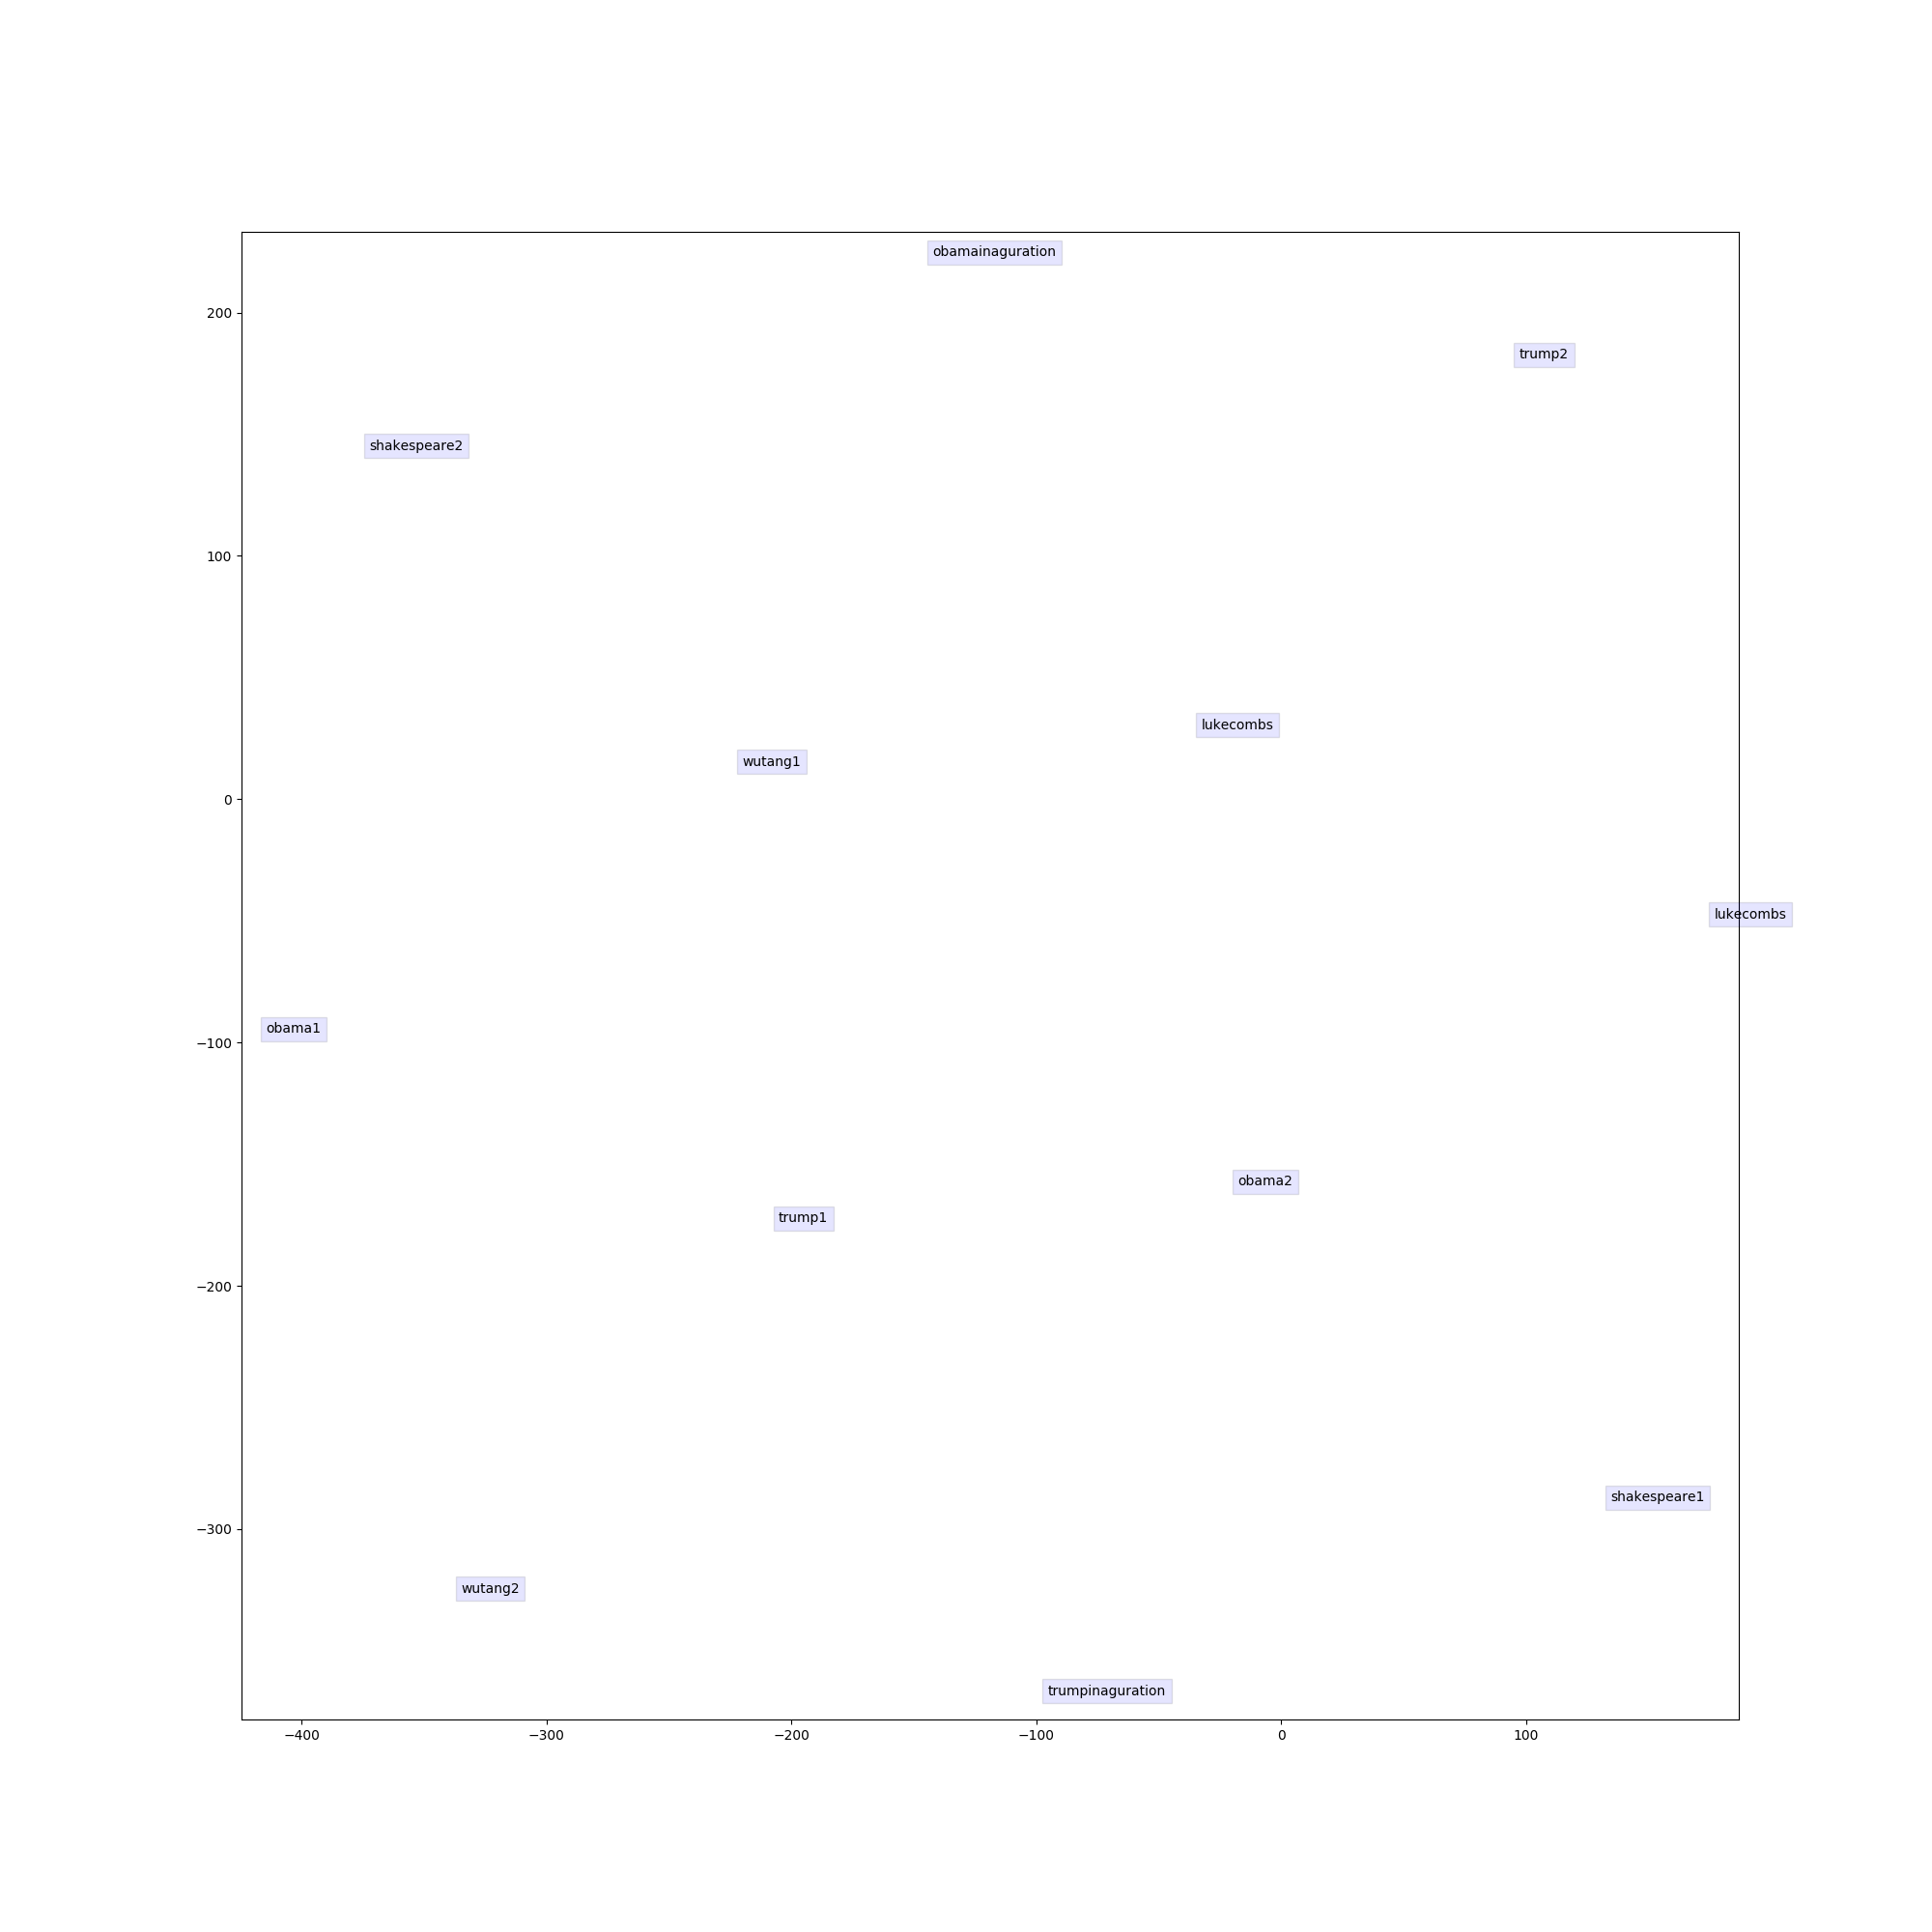 obamainaguration
200
trump2
shakespeare2
100
lukecombs
wutang1
0
lukecombs
obama1
−100
obama2
trump1
−200
shakespeare1
−300
wutang2
trumpinaguration
−400 −300 −200 −100 0 100